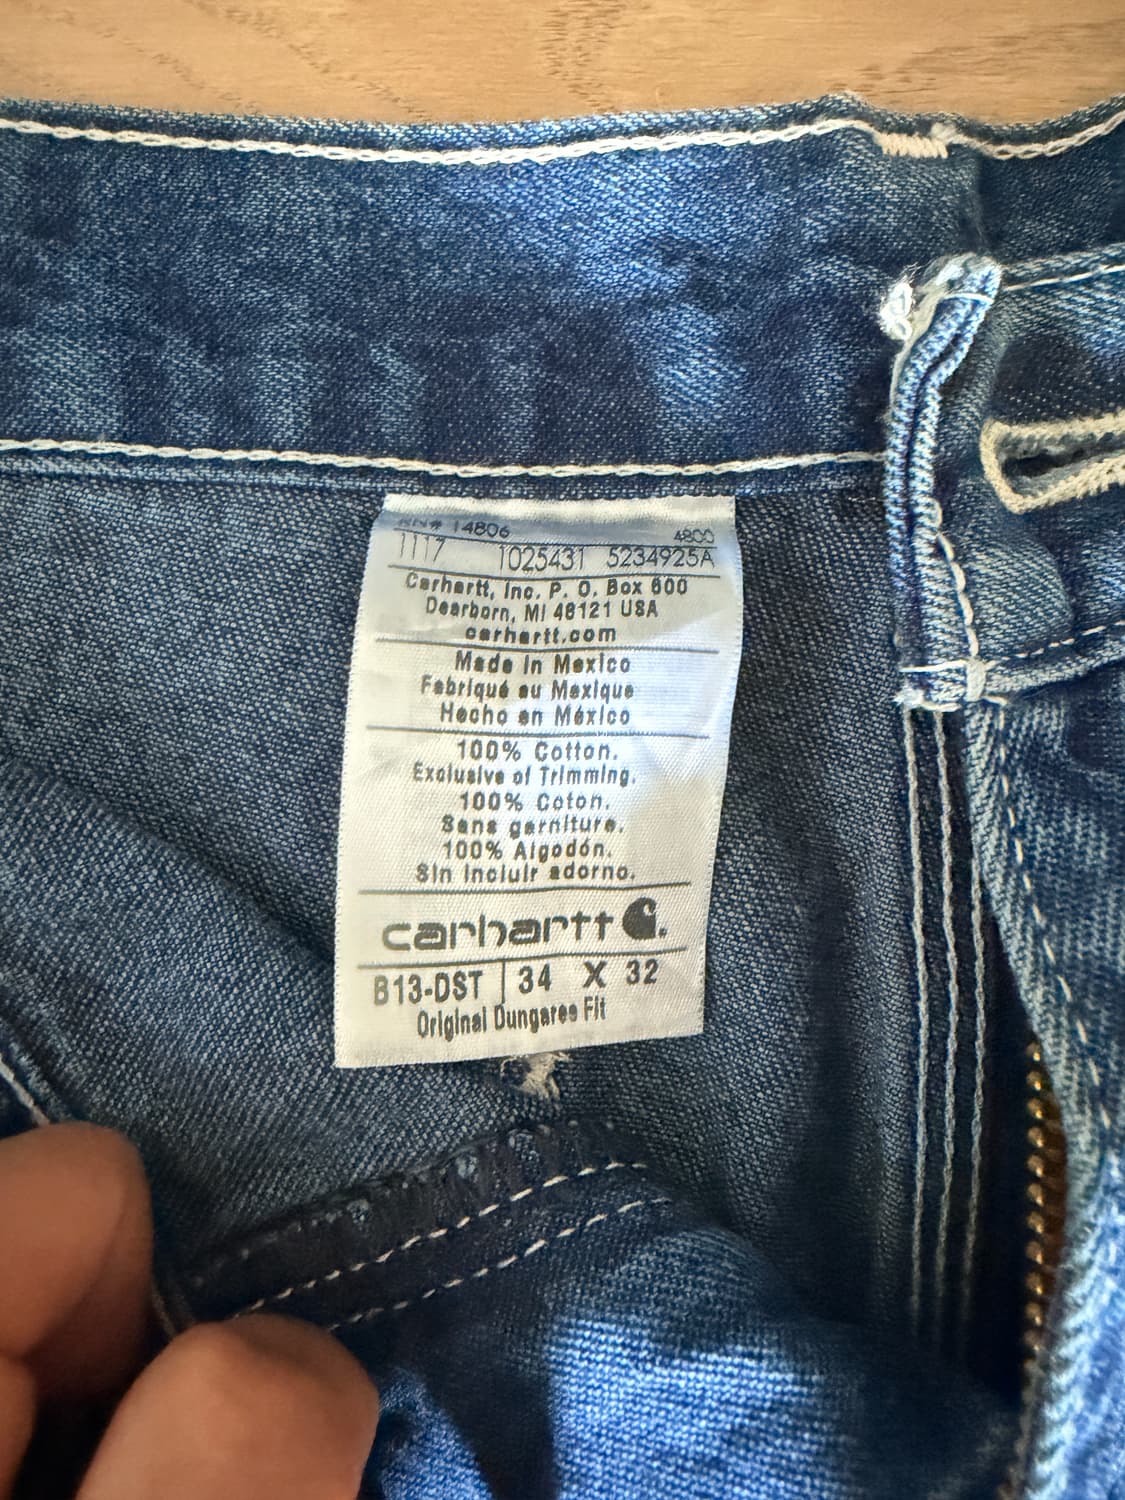 RN# 14806 4800
1117 1025431 5234925A
Carhartt, Inc. P. O. Box 600
Dearborn, MI 48121 USA
carhartt.com
Made in Mexico
Fabriqué au Mexique
Hecho en México
100% Cotton.
Exclusive of Trimming.
100% Coton.
Sans garniture.
100% Algodón.
Sin incluir adorno.
carhartt
B13-DST 34 X 32
Original Dungaree Fit